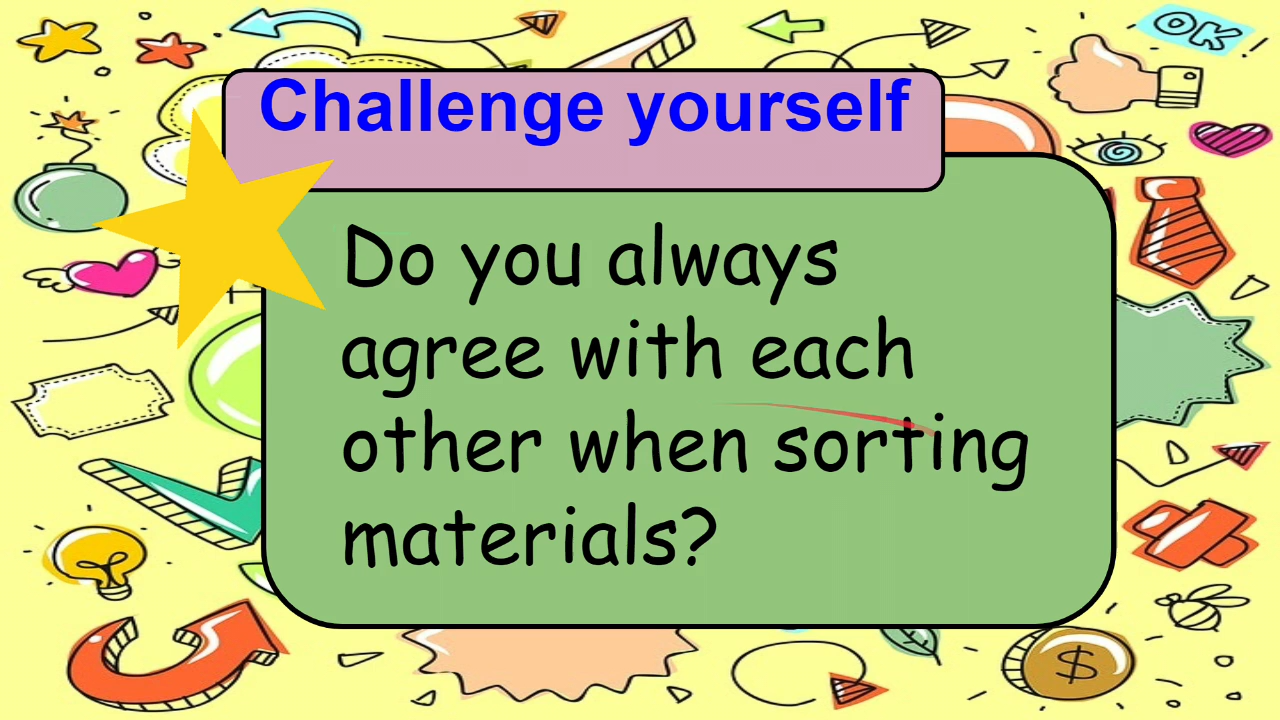 OK!
Challenge yourself
Do you always
agree with each
other when sorting
materials?
$